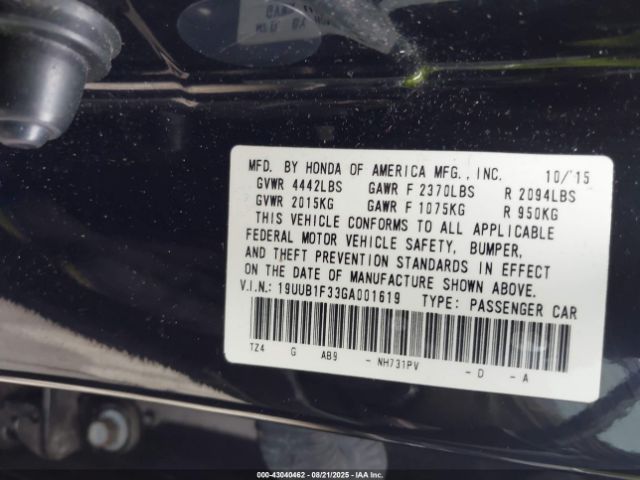 MFD. BY HONDA OF AMERICA MFG., INC. 10/'15
GVWR 4442LBS GAWR F 2370LBS R 2094LBS
GVWR 2015KG GAWR F 1075KG R 950KG
THIS VEHICLE CONFORMS TO ALL APPLICABLE
FEDERAL MOTOR VEHICLE SAFETY, BUMPER,
AND THEFT PREVENTION STANDARDS IN EFFECT
ON THE DATE OF MANUFACTURE SHOWN ABOVE.
V.I.N.: 19UUB1F33GA001619 TYPE: PASSENGER CAR
TZ4 G AB9 - NH731PV - D - A
000-43040462 - 08/21/2025 - IAA Inc.